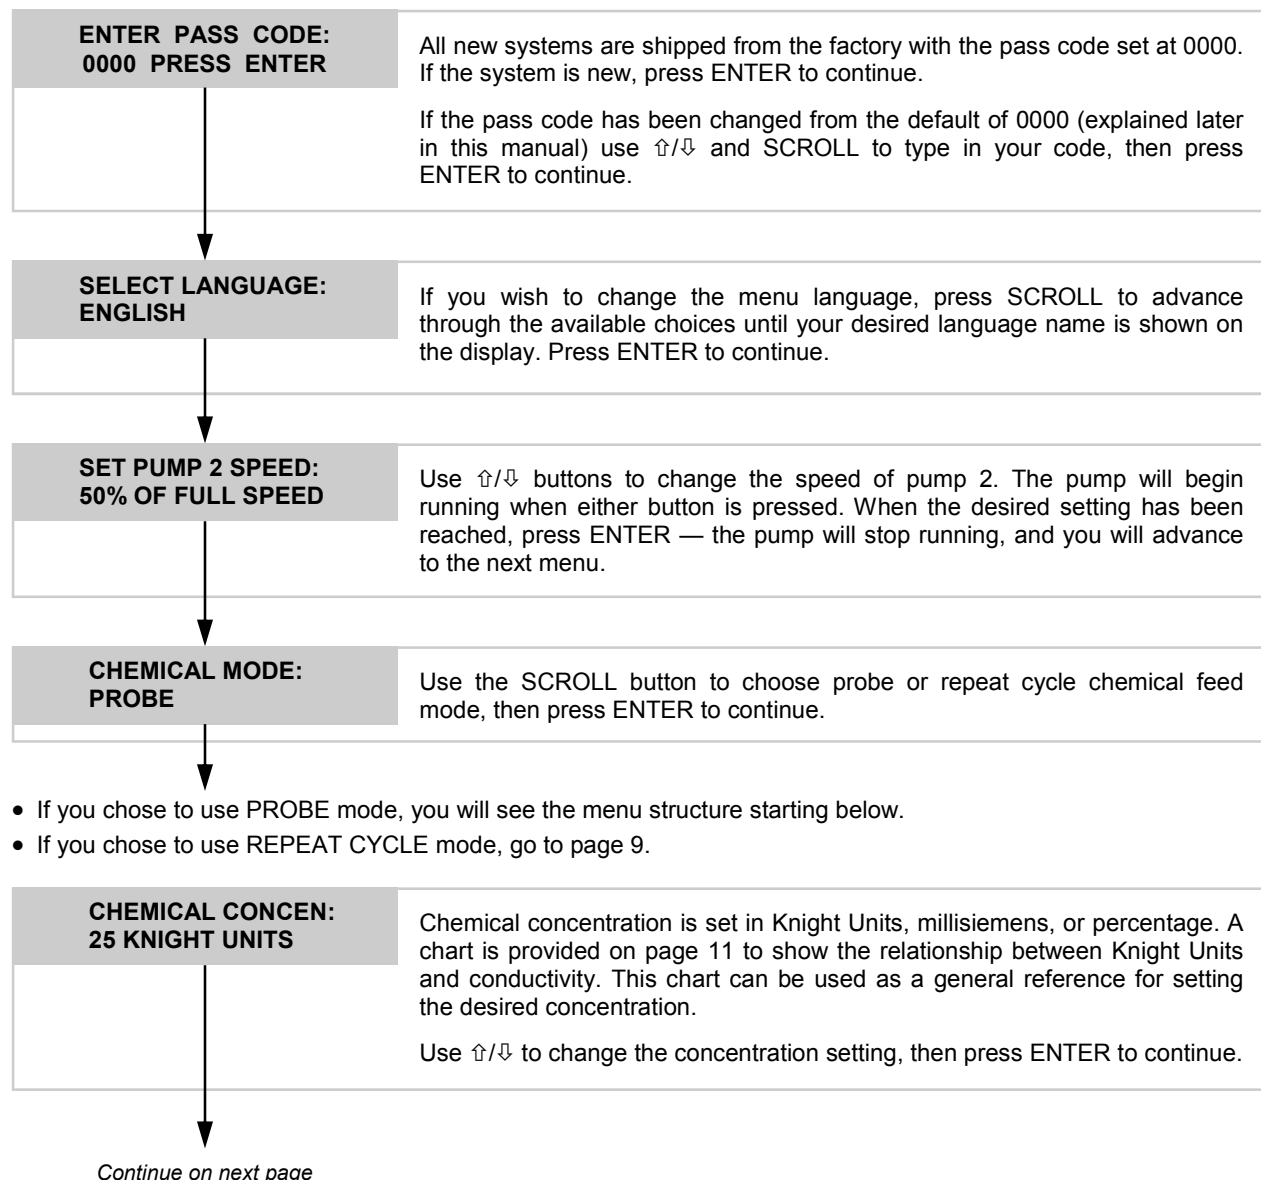 ENTER PASS CODE:
0000 PRESS ENTER
All new systems are shipped from the factory with the pass code set at 0000.
If the system is new, press ENTER to continue.
If the pass code has been changed from the default of 0000 (explained later
in this manual) use ⇧/⇩ and SCROLL to type in your code, then press
ENTER to continue.
SELECT LANGUAGE:
ENGLISH
If you wish to change the menu language, press SCROLL to advance
through the available choices until your desired language name is shown on
the display. Press ENTER to continue.
SET PUMP 2 SPEED:
50% OF FULL SPEED
Use ⇧/⇩ buttons to change the speed of pump 2. The pump will begin
running when either button is pressed. When the desired setting has been
reached, press ENTER — the pump will stop running, and you will advance
to the next menu.
CHEMICAL MODE:
PROBE
Use the SCROLL button to choose probe or repeat cycle chemical feed
mode, then press ENTER to continue.
• If you chose to use PROBE mode, you will see the menu structure starting below.
• If you chose to use REPEAT CYCLE mode, go to page 9.
CHEMICAL CONCEN:
25 KNIGHT UNITS
Chemical concentration is set in Knight Units, millisiemens, or percentage. A
chart is provided on page 11 to show the relationship between Knight Units
and conductivity. This chart can be used as a general reference for setting
the desired concentration.
Use ⇧/⇩ to change the concentration setting, then press ENTER to continue.
Continue on next page